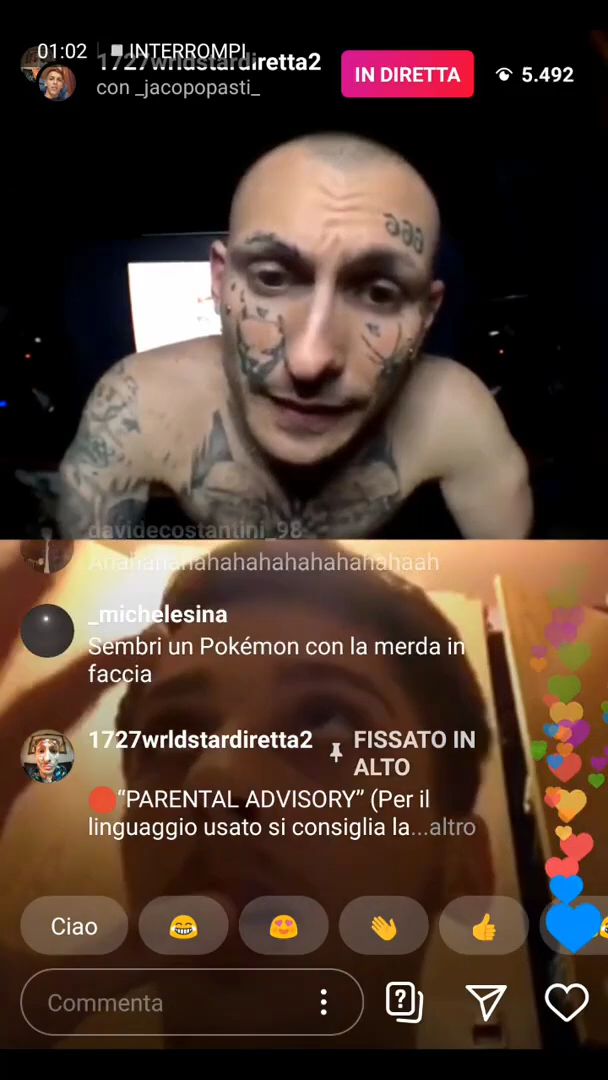 01:02 INTERROMPI
1727wrldstardiretta2
con _jacopopasti_
IN DIRETTA
5.492
666
davidecostantini_98
_michelesina
Sembri un Pokémon con la merda in
faccia
1727wrldstardiretta2
FISSATO IN
ALTO
“PARENTAL ADVISORY” (Per il
linguaggio usato si consiglia la...altro
Ciao
Commenta